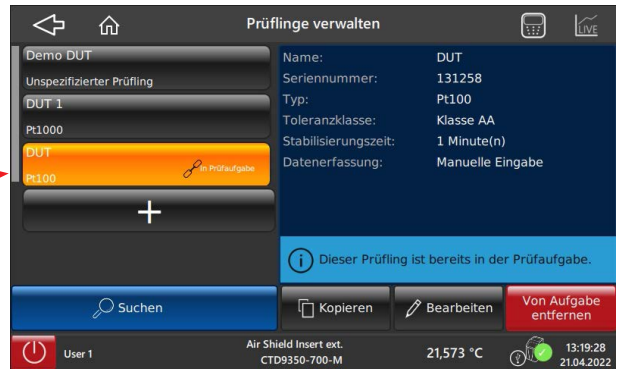 Prüflinge verwalten
LIVE
Demo DUT
Unspezifizierter Prüfling
DUT 1
Pt1000
DUT
In Prüfaufgabe
Pt100
+
Name: DUT
Seriennummer: 131258
Typ: Pt100
Toleranzklasse: Klasse AA
Stabilisierungszeit: 1 Minute(n)
Datenerfassung: Manuelle Eingabe
Dieser Prüfling ist bereits in der Prüfaufgabe.
Suchen
Kopieren
Bearbeiten
Von Aufgabe
entfernen
User 1
Air Shield Insert ext.
CTD9350-700-M
21,573 °C
13:19:28
21.04.2022